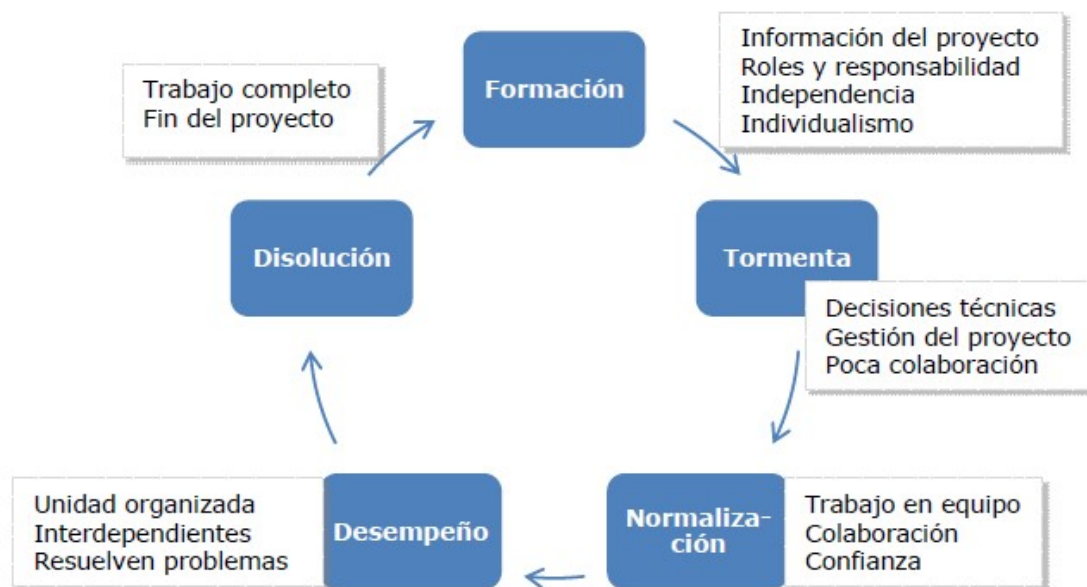 Formación
Información del proyecto
Roles y responsabilidad
Independencia
Individualismo
Tormenta
Decisiones técnicas
Gestión del proyecto
Poca colaboración
Normaliza-
ción
Trabajo en equipo
Colaboración
Confianza
Desempeño
Unidad organizada
Interdependientes
Resuelven problemas
Disolución
Trabajo completo
Fin del proyecto